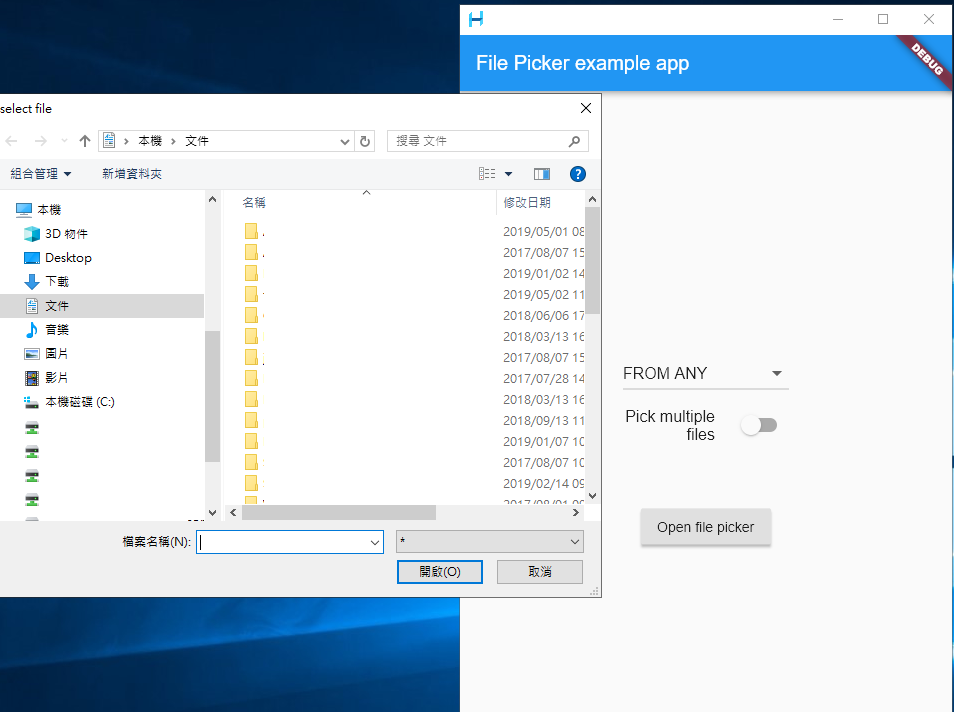 File Picker example app
DEBUG
select file
本機 文件
搜尋 文件
組合管理 新增資料夾
名稱 修改日期
本機
3D 物件
Desktop
下載
文件
音樂
圖片
影片
本機磁碟 (C:)
2019/05/01 08
2017/08/07 15
2019/01/02 14
2019/05/02 11
2018/06/06 17
2018/03/13 16
2017/08/07 15
2017/07/28 14
2018/03/13 16
2018/09/13 11
2019/01/07 10
2017/08/07 10
2019/02/14 09
檔案名稱(N):
*
開啟(O)
取消
FROM ANY
Pick multiple
files
Open file picker